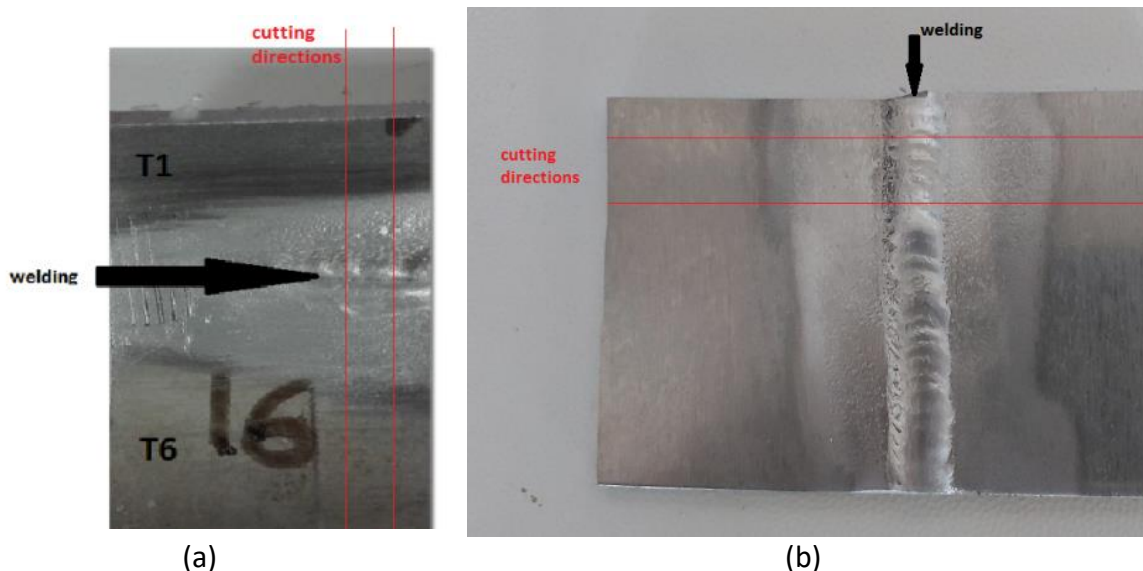 cutting
directions
T1
welding
16
T6
(a)
welding
cutting
directions
(b)